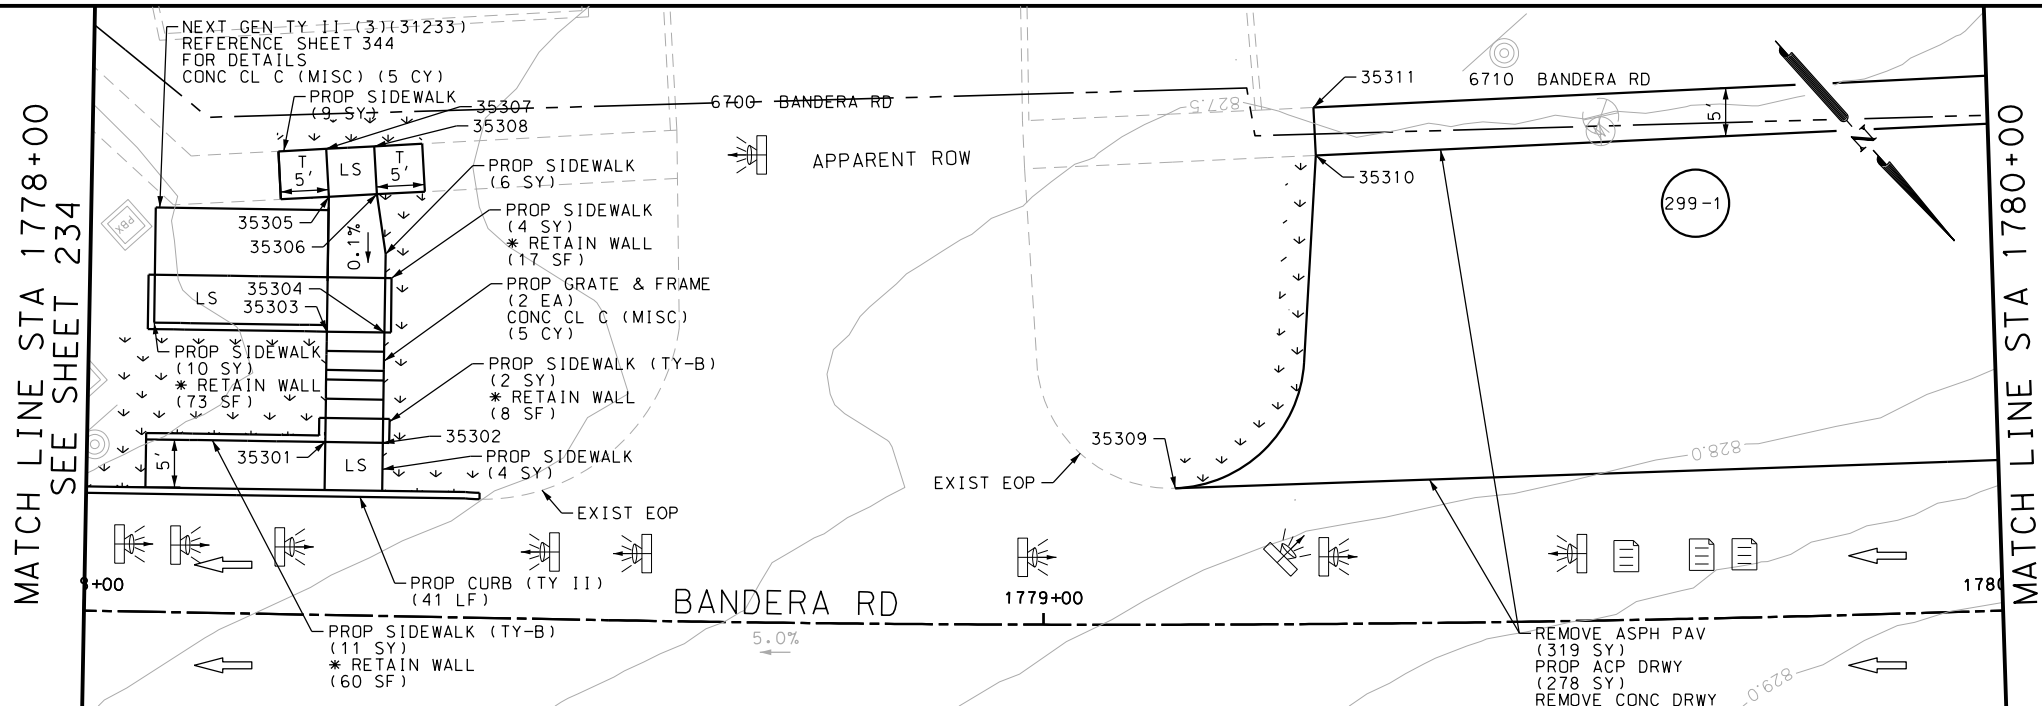 MATCH LINE STA 1778+00
SEE SHEET 234
NEXT GEN TY II (3)(31233)
REFERENCE SHEET 344
FOR DETAILS
CONC CL C (MISC) (5 CY)
PROP SIDEWALK
(9 SY)
35307
35308
T
5'
LS
T
5'
PROP SIDEWALK
(6 SY)
PROP SIDEWALK
(4 SY)
* RETAIN WALL
(17 SF)
35305
35306
0.1%
PBX
LS
35304
35303
PROP GRATE & FRAME
(2 EA)
CONC CL C (MISC)
(5 CY)
PROP SIDEWALK
(10 SY)
* RETAIN WALL
(73 SF)
PROP SIDEWALK (TY-B)
(2 SY)
* RETAIN WALL
(8 SF)
35302
35301
5'
LS
PROP SIDEWALK
(4 SY)
EXIST EOP
PROP CURB (TY II)
(41 LF)
PROP SIDEWALK (TY-B)
(11 SY)
* RETAIN WALL
(60 SF)
6700 BANDERA RD
APPARENT ROW
827.5
35311
6710 BANDERA RD
W
5'
N
35310
299-1
35309
EXIST EOP
828.0
8+00
BANDERA RD
1779+00
178
5.0%
REMOVE ASPH PAV
(319 SY)
PROP ACP DRWY
(278 SY)
REMOVE CONC DRWY
829.0
MATCH LINE STA 1780+00